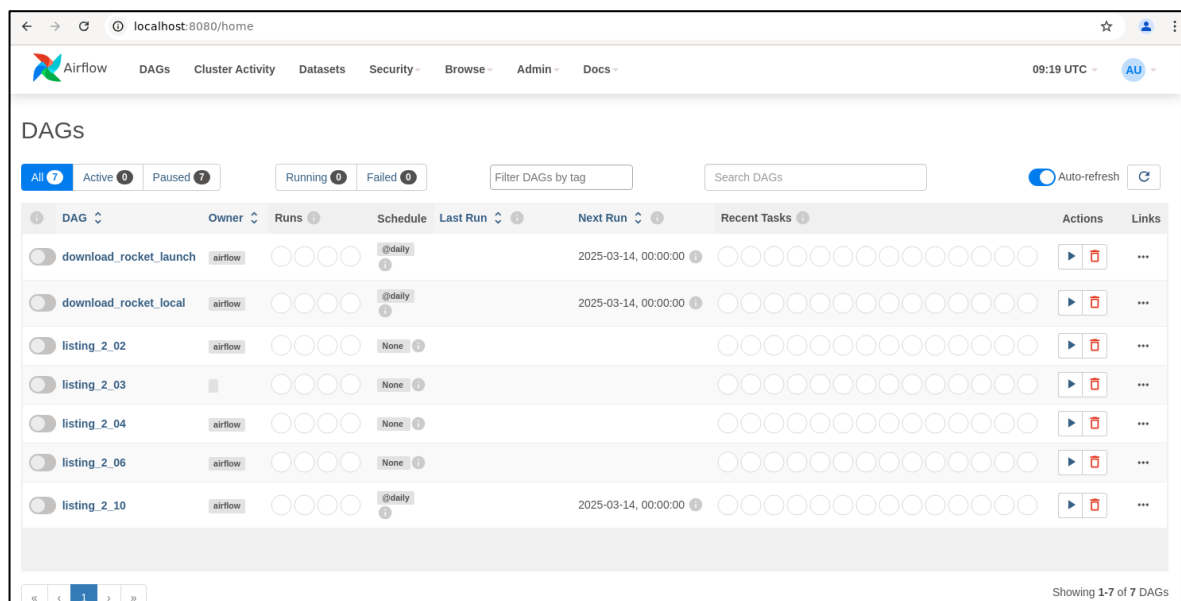 localhost:8080/home
Airflow DAGs Cluster Activity Datasets Security Browse Admin Docs 09:19 UTC AU
DAGs
All 7 Active 0 Paused 7 Running 0 Failed 0 Filter DAGs by tag Search DAGs Auto-refresh
DAG Owner Runs Schedule Last Run Next Run Recent Tasks Actions Links
download_rocket_launch airflow @daily 2025-03-14, 00:00:00
download_rocket_local airflow @daily 2025-03-14, 00:00:00
listing_2_02 airflow None
listing_2_03 None
listing_2_04 airflow None
listing_2_06 airflow None
listing_2_10 airflow @daily 2025-03-14, 00:00:00
« ‹ 1 › »
Showing 1-7 of 7 DAGs